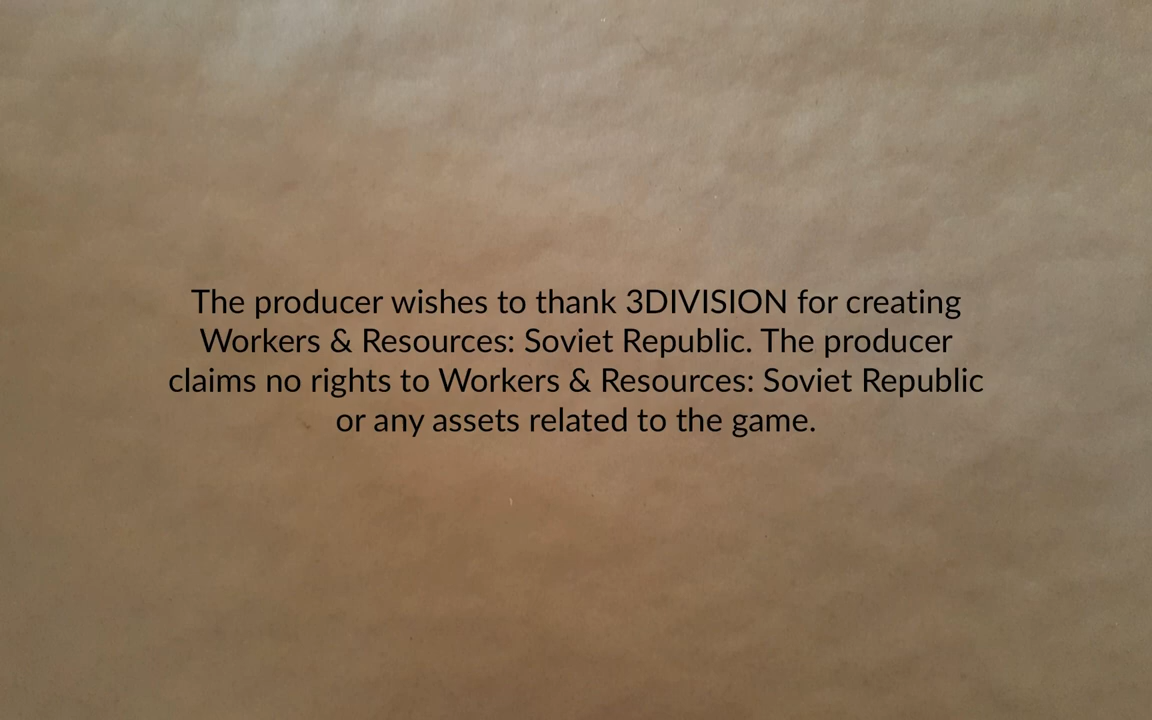 The producer wishes to thank 3DIVISION for creating
Workers & Resources: Soviet Republic. The producer
claims no rights to Workers & Resources: Soviet Republic
or any assets related to the game.